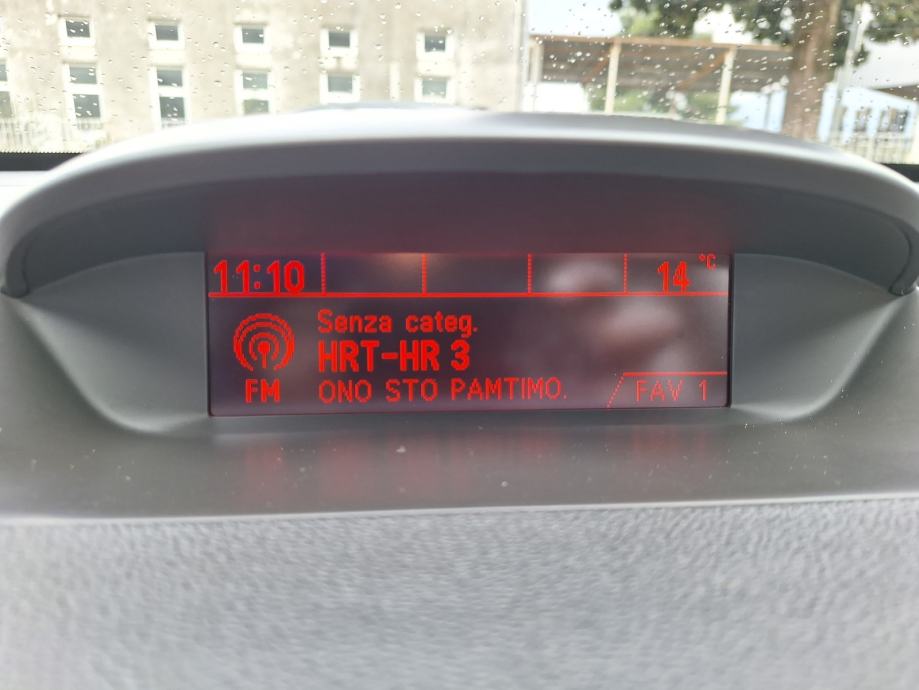 11:10 14 °C
Senza categ.
HRT-HR 3
FM ONO STO PAMTIMO. FAV 1